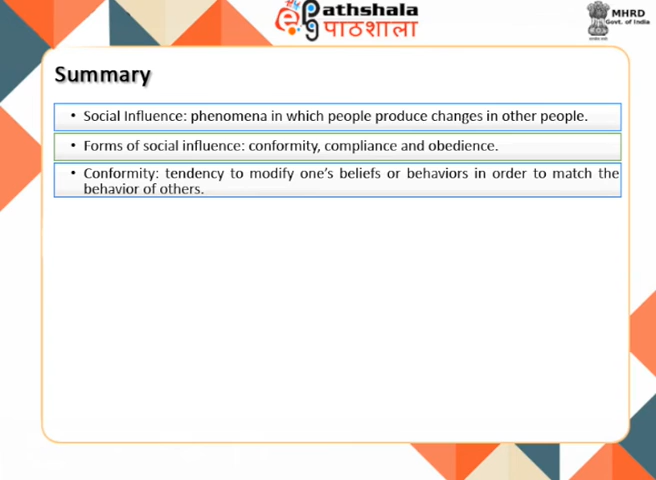 athshala
पाठशाला
MHRD
Govt. of India
Summary
• Social Influence: phenomena in which people produce changes in other people.
• Forms of social influence: conformity, compliance and obedience.
• Conformity: tendency to modify one's beliefs or behaviors in order to match the
behavior of others.